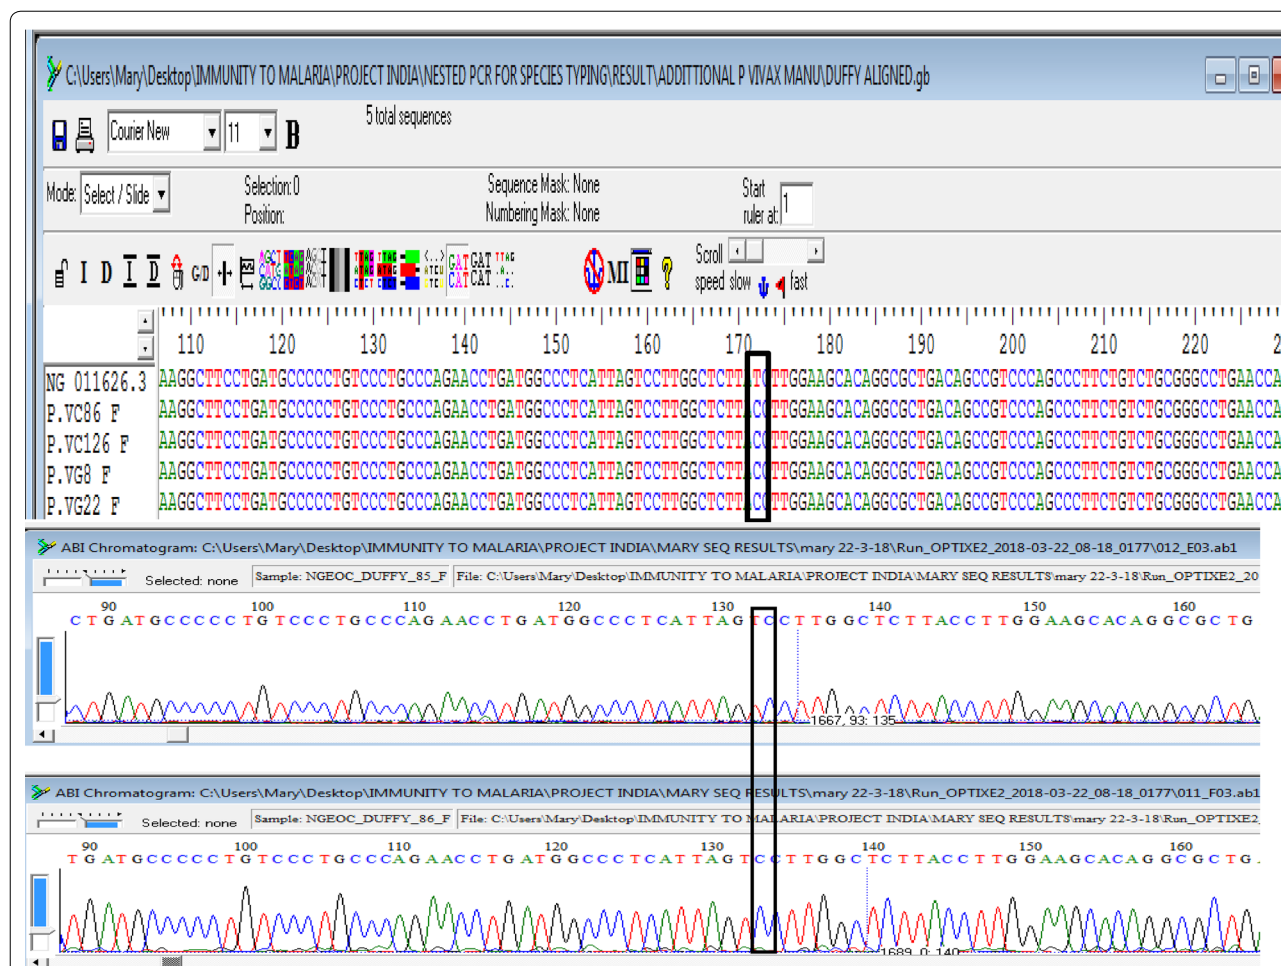 C:\Users\Mary\Desktop\IMMUNITY TO MALARIA\PROJECT INDIA\NESTED PCR FOR SPECIES TYPING\RESULT\ADDITTIONAL P VIVAX MANU\DUFFY ALIGNED.gb
Courier New 11 B 5 total sequences
Mode: Select / Slide Selection:0 Sequence Mask: None Start
Position: Numbering Mask: None ruler at: 1
I D I D G/D MI ? Scroll
speed slow fast
110 120 130 140 150 160 170 180 190 200 210 220
NG 011626.3 AAGGCTTCCTGATGCCCCCTGTCCCTGCCCAGAACCTGATGGCCCTCATTAGTCCTTGGCTCTTATCTTGGAAGCACAGGCGCTGACAGCCGTCCCAGCCCTTCTGTCTGCGGGCCTGAACCA
P.VC86 F AAGGCTTCCTGATGCCCCCTGTCCCTGCCCAGAACCTGATGGCCCTCATTAGTCCTTGGCTCTTACCTTGGAAGCACAGGCGCTGACAGCCGTCCCAGCCCTTCTGTCTGCGGGCCTGAACCA
P.VC126 F AAGGCTTCCTGATGCCCCCTGTCCCTGCCCAGAACCTGATGGCCCTCATTAGTCCTTGGCTCTTACCTTGGAAGCACAGGCGCTGACAGCCGTCCCAGCCCTTCTGTCTGCGGGCCTGAACCA
P.VG8 F AAGGCTTCCTGATGCCCCCTGTCCCTGCCCAGAACCTGATGGCCCTCATTAGTCCTTGGCTCTTACCTTGGAAGCACAGGCGCTGACAGCCGTCCCAGCCCTTCTGTCTGCGGGCCTGAACCA
P.VG22 F AAGGCTTCCTGATGCCCCCTGTCCCTGCCCAGAACCTGATGGCCCTCATTAGTCCTTGGCTCTTACCTTGGAAGCACAGGCGCTGACAGCCGTCCCAGCCCTTCTGTCTGCGGGCCTGAACCA
ABI Chromatogram: C:\Users\Mary\Desktop\IMMUNITY TO MALARIA\PROJECT INDIA\MARY SEQ RESULTS\mary 22-3-18\Run_OPTIXE2_2018-03-22_08-18_0177\012_E03.ab1
Selected: none Sample: NGEOC_DUFFY_85_F File: C:\Users\Mary\Desktop\IMMUNITY TO MALARIA\PROJECT INDIA\MARY SEQ RESULTS\mary 22-3-18\Run_OPTIXE2_20
90 100 110 120 130 140 150 160
CTGATGCCCCCTGTCCCTGCCCAGAACCTGATGGCCCTCATTAGTCCTTGGCTCTTACCTTGGAAGCACAGGCGCTG
1667, 93: 135
ABI Chromatogram: C:\Users\Mary\Desktop\IMMUNITY TO MALARIA\PROJECT INDIA\MARY SEQ RESULTS\mary 22-3-18\Run_OPTIXE2_2018-03-22_08-18_0177\011_F03.ab1
Selected: none Sample: NGEOC_DUFFY_86_F File: C:\Users\Mary\Desktop\IMMUNITY TO MALARIA\PROJECT INDIA\MARY SEQ RESULTS\mary 22-3-18\Run_OPTIXE2_
90 100 110 120 130 140 150 160
TGATGCCCCCTGTCCCTGCCCAGAACCTGATGGCCCTCATTAGTCCTTGGCTCTTACCTTGGAAGCACAGGCGCTGA
1689, 0: 140